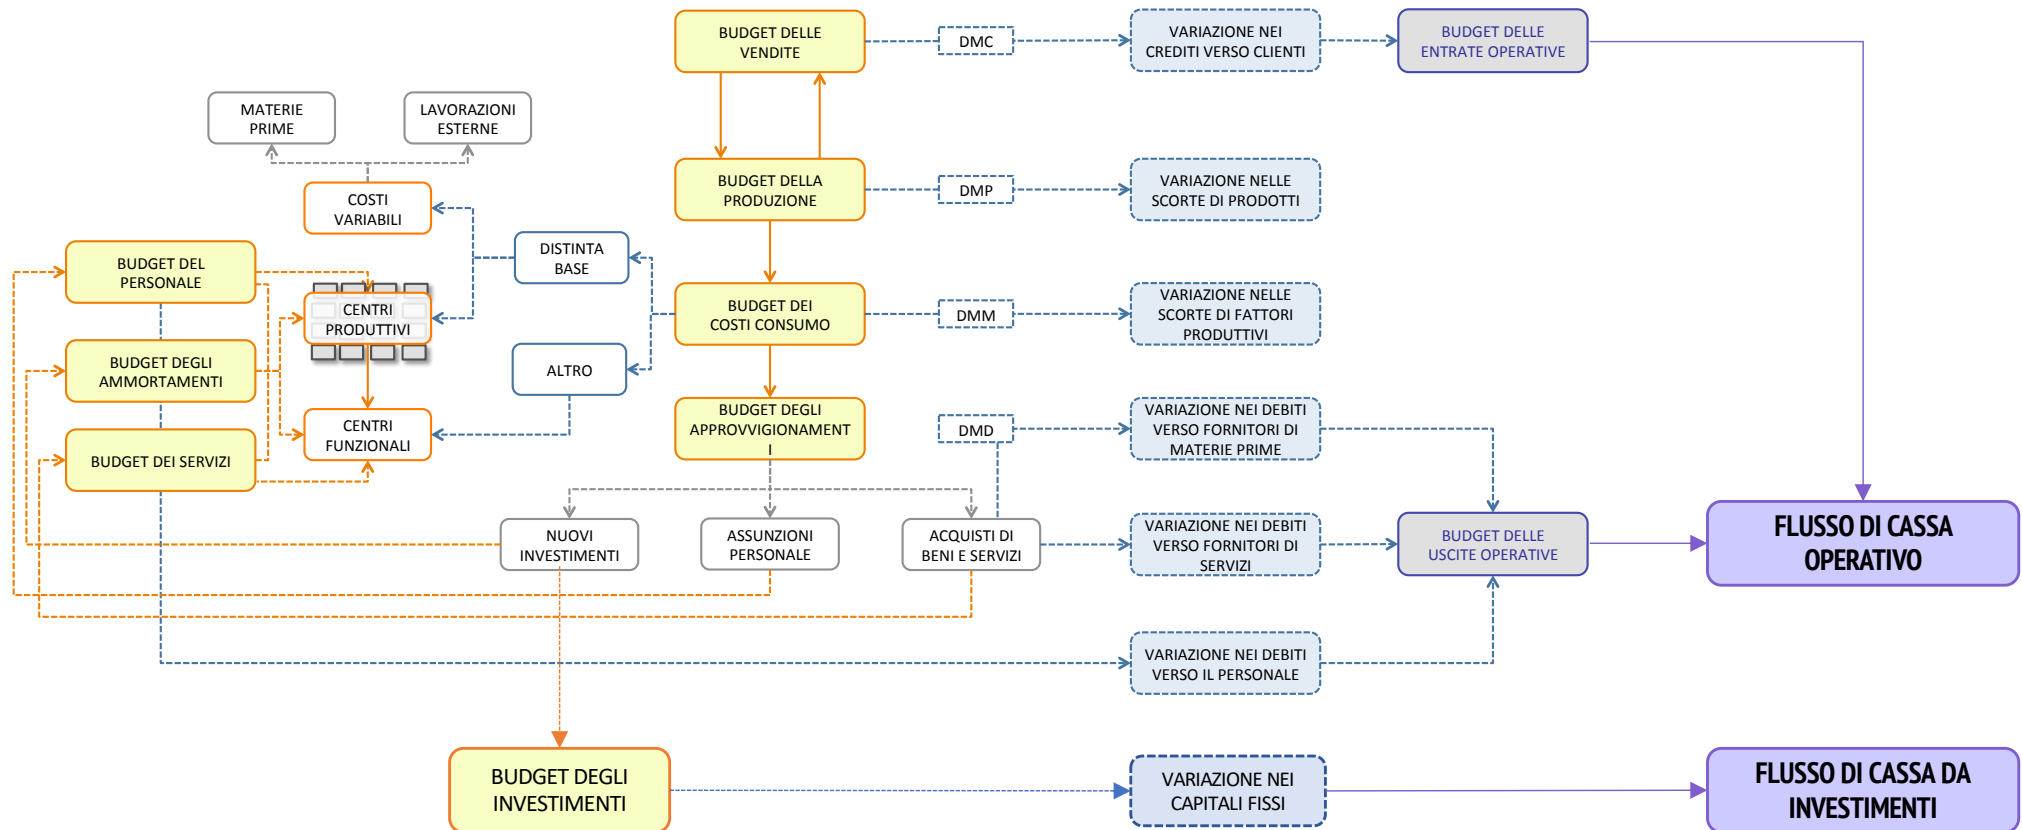 BUDGET DELLE
VENDITE
DMC
VARIAZIONE NEI
CREDITI VERSO CLIENTI
BUDGET DELLE
ENTRATE OPERATIVE
MATERIE
PRIME
LAVORAZIONI
ESTERNE
COSTI
VARIABILI
BUDGET DELLA
PRODUZIONE
DMP
VARIAZIONE NELLE
SCORTE DI PRODOTTI
BUDGET DEL
PERSONALE
DISTINTA
BASE
CENTRI
PRODUTTIVI
BUDGET DEI
COSTI CONSUMO
DMM
VARIAZIONE NELLE
SCORTE DI FATTORI
PRODUTTIVI
BUDGET DEGLI
AMMORTAMENTI
ALTRO
BUDGET DEI SERVIZI
CENTRI
FUNZIONALI
BUDGET DEGLI
APPROVVIGIONAMENT
I
DMD
VARIAZIONE NEI DEBITI
VERSO FORNITORI DI
MATERIE PRIME
NUOVI
INVESTIMENTI
ASSUNZIONI
PERSONALE
ACQUISTI DI
BENI E SERVIZI
VARIAZIONE NEI DEBITI
VERSO FORNITORI DI
SERVIZI
BUDGET DELLE
USCITE OPERATIVE
FLUSSO DI CASSA
OPERATIVO
VARIAZIONE NEI DEBITI
VERSO IL PERSONALE
BUDGET DEGLI
INVESTIMENTI
VARIAZIONE NEI
CAPITALI FISSI
FLUSSO DI CASSA DA
INVESTIMENTI